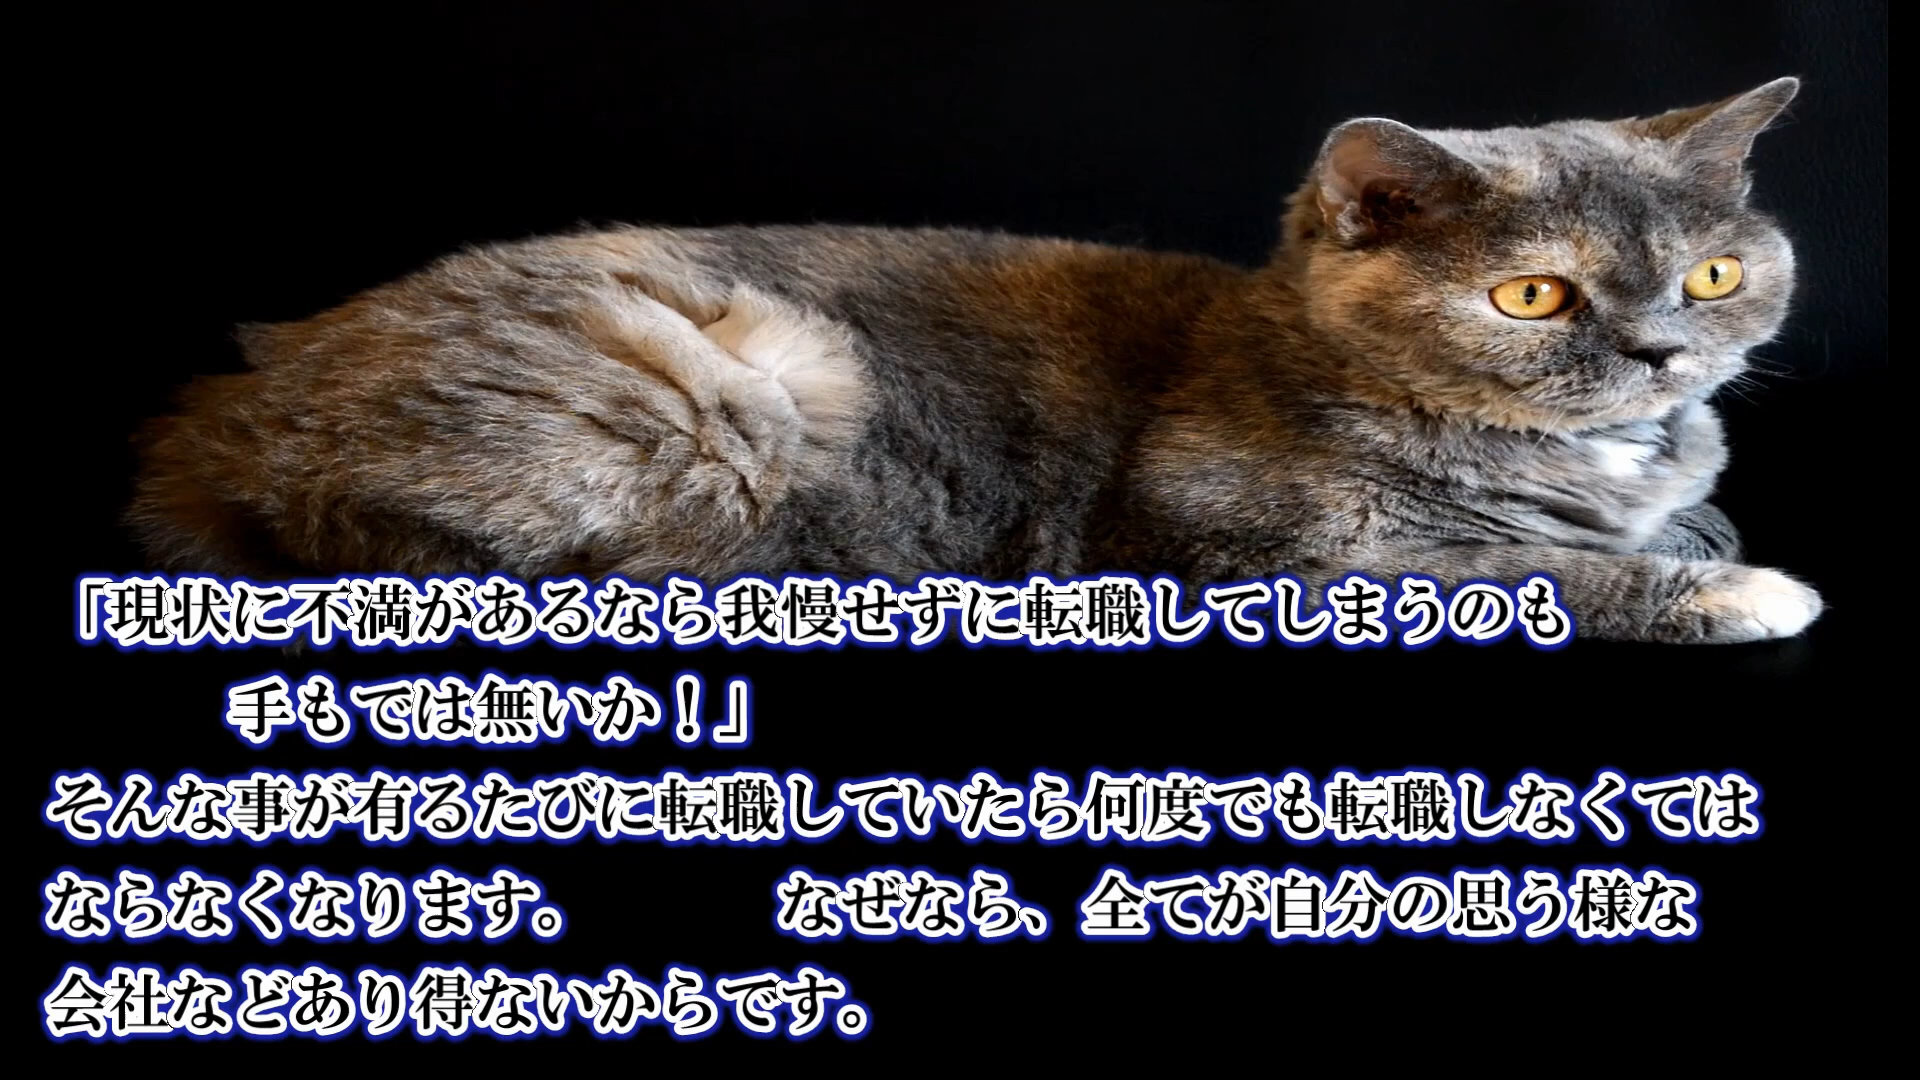 「現状に不満があるなら我慢せずに転職してしまうのも
手もでは無いか！」
そんな事が有るたびに転職していたら何度でも転職しなくては
ならなくなります。　　　なぜなら、全てが自分の思う様な
会社などあり得ないからです。